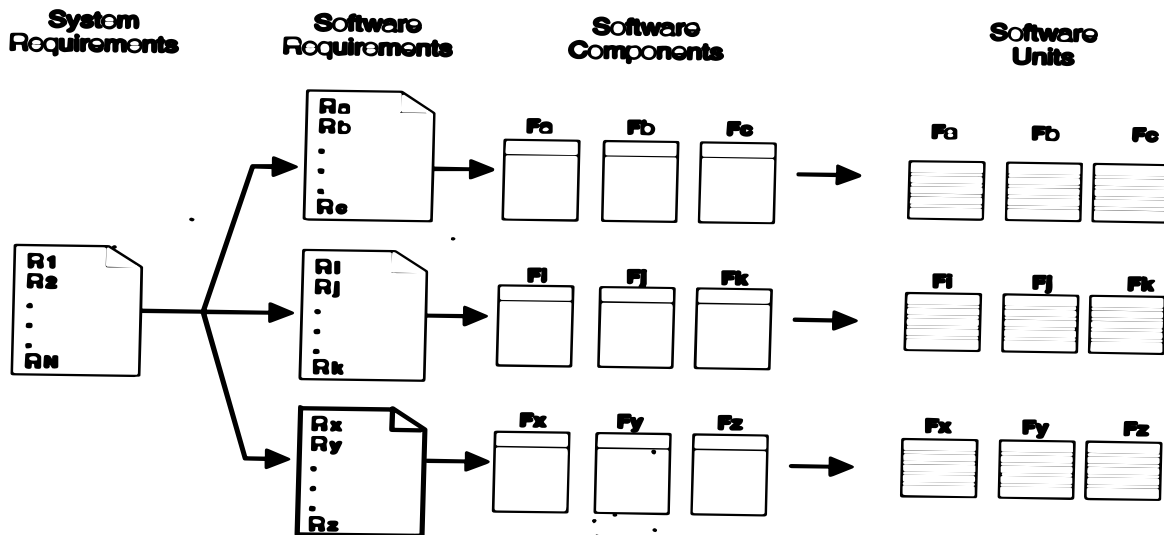 System
Requirements
Software
Requirements
Software
Components
Software
Units
R1
R2
.
.
.
RN
Ra
Rb
.
.
.
Rc
Fa Fb Fc
Fa Fb Fc
Ri
Rj
.
.
.
Rk
Fi Fj Fk
Fi Fj Fk
Rx
Ry
.
.
.
Rz
Fx Fy Fz
Fx Fy Fz